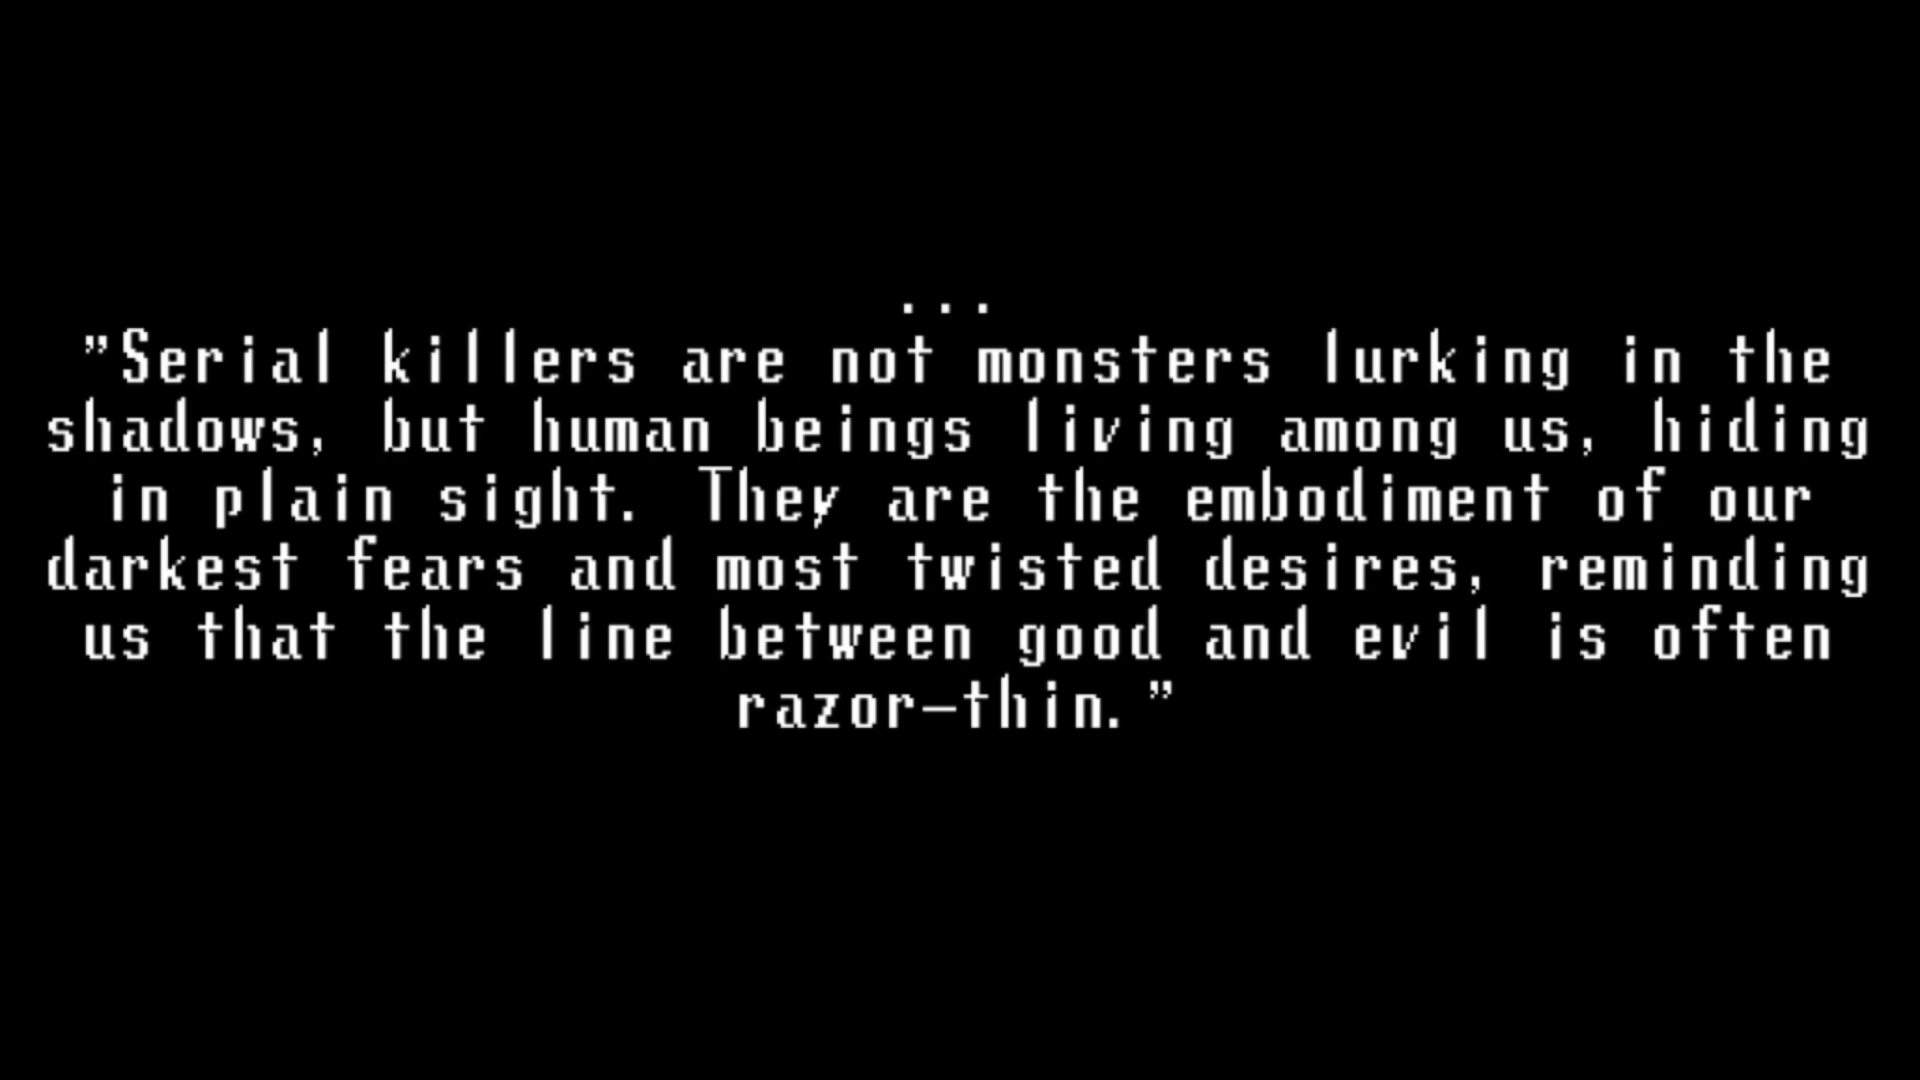 ...
"Serial killers are not monsters lurking in the
shadows, but human beings living among us, hiding
in plain sight. They are the embodiment of our
darkest fears and most twisted desires, reminding
us that the line between good and evil is often
razor-thin."